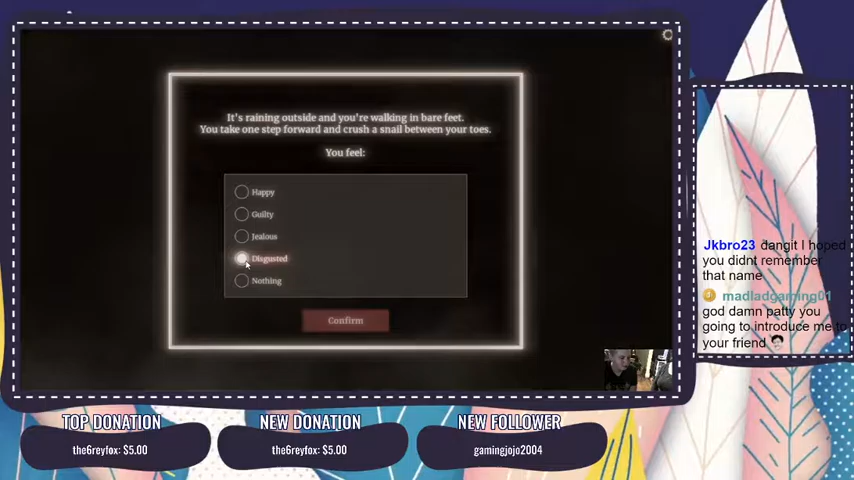 It's raining outside and you're walking in bare feet.
You take one step forward and crush a snail between your toes.
You feel:
Happy
Guilty
Jealous
Disgusted
Nothing
Confirm
Jkbro23 dangit I hoped
you didnt remember
that name
madladgaming01
god damn patty you
going to introduce me to
your friend
TOP DONATION
the6reyfox: $5.00
NEW DONATION
the6reyfox: $5.00
NEW FOLLOWER
gamingjojo2004